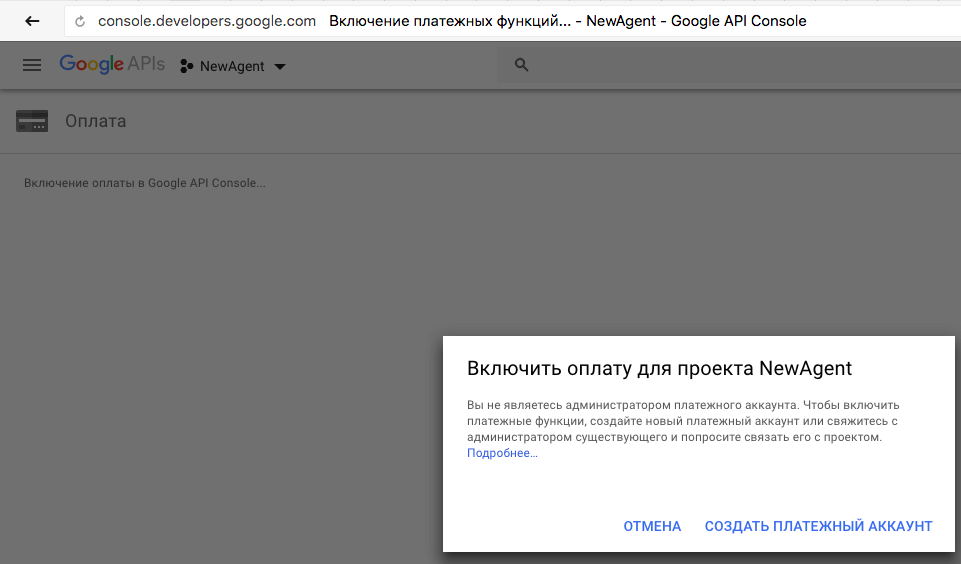 console.developers.google.com Включение платежных функций... - NewAgent - Google API Console
Google APIs NewAgent
Оплата
Включение оплаты в Google API Console...
Включить оплату для проекта NewAgent
Вы не являетесь администратором платежного аккаунта. Чтобы включить
платежные функции, создайте новый платежный аккаунт или свяжитесь с
администратором существующего и попросите связать его с проектом.
Подробнее…
ОТМЕНА СОЗДАТЬ ПЛАТЕЖНЫЙ АККАУНТ